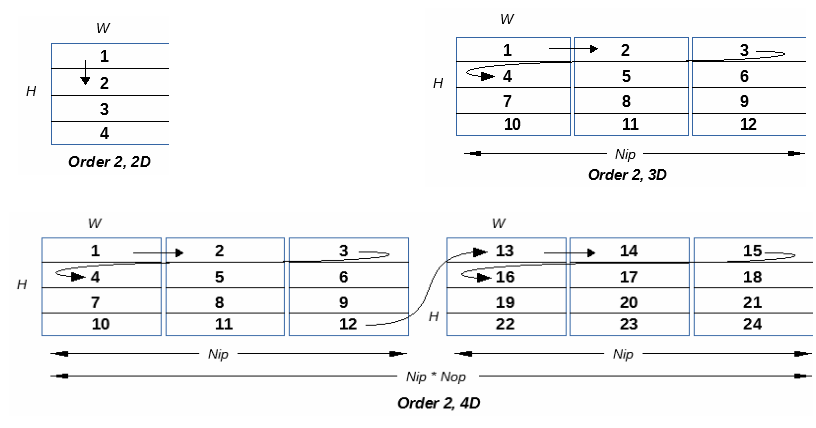 W
1
H
2
3
4
Order 2, 2D
W
1 2 3
H
4 5 6
7 8 9
10 11 12
Nip
Order 2, 3D
W
1 2 3
H
4 5 6
7 8 9
10 11 12
Nip
W
13 14 15
16 17 18
19 20 21
H
22 23 24
Nip
Nip * Nop
Order 2, 4D